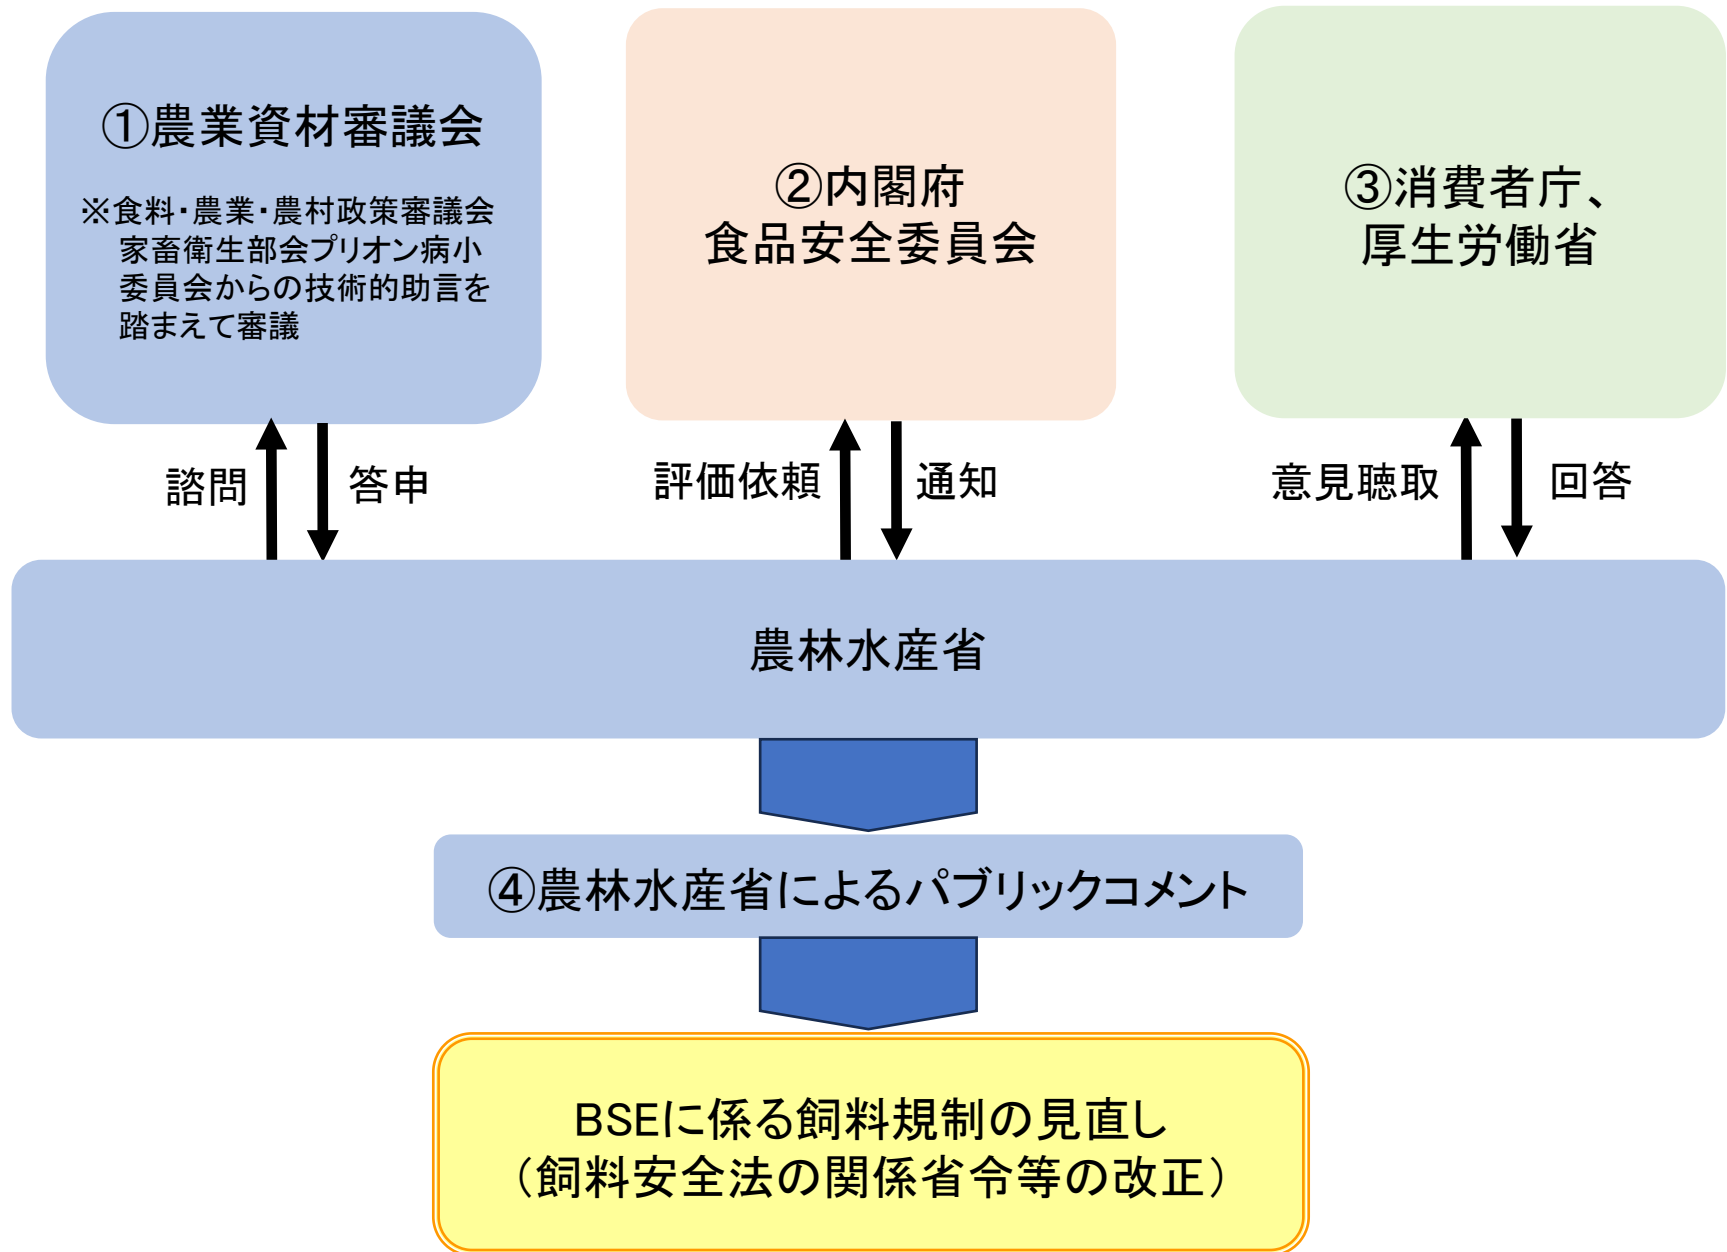 ①農業資材審議会
※食料・農業・農村政策審議会
家畜衛生部会プリオン病小
委員会からの技術的助言を
踏まえて審議
②内閣府
食品安全委員会
③消費者庁、
厚生労働省
諮問
答申
評価依頼
通知
意見聴取
回答
農林水産省
④農林水産省によるパブリックコメント
BSEに係る飼料規制の見直し
（飼料安全法の関係省令等の改正）